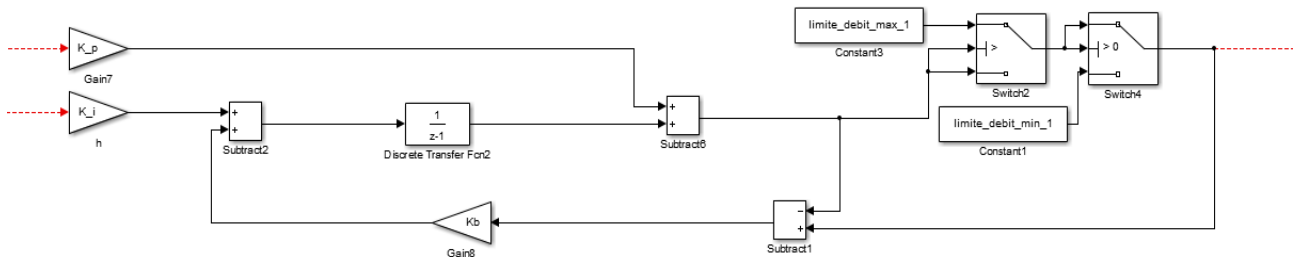 K_p
Gain7
K_i
h
+
+
Subtract2
1
z-1
Discrete Transfer Fcn2
+
+
Subtract6
limite_debit_max_1
Constant3
>
Switch2
> 0
Switch4
limite_debit_min_1
Constant1
Kb
Gain8
−
+
Subtract1